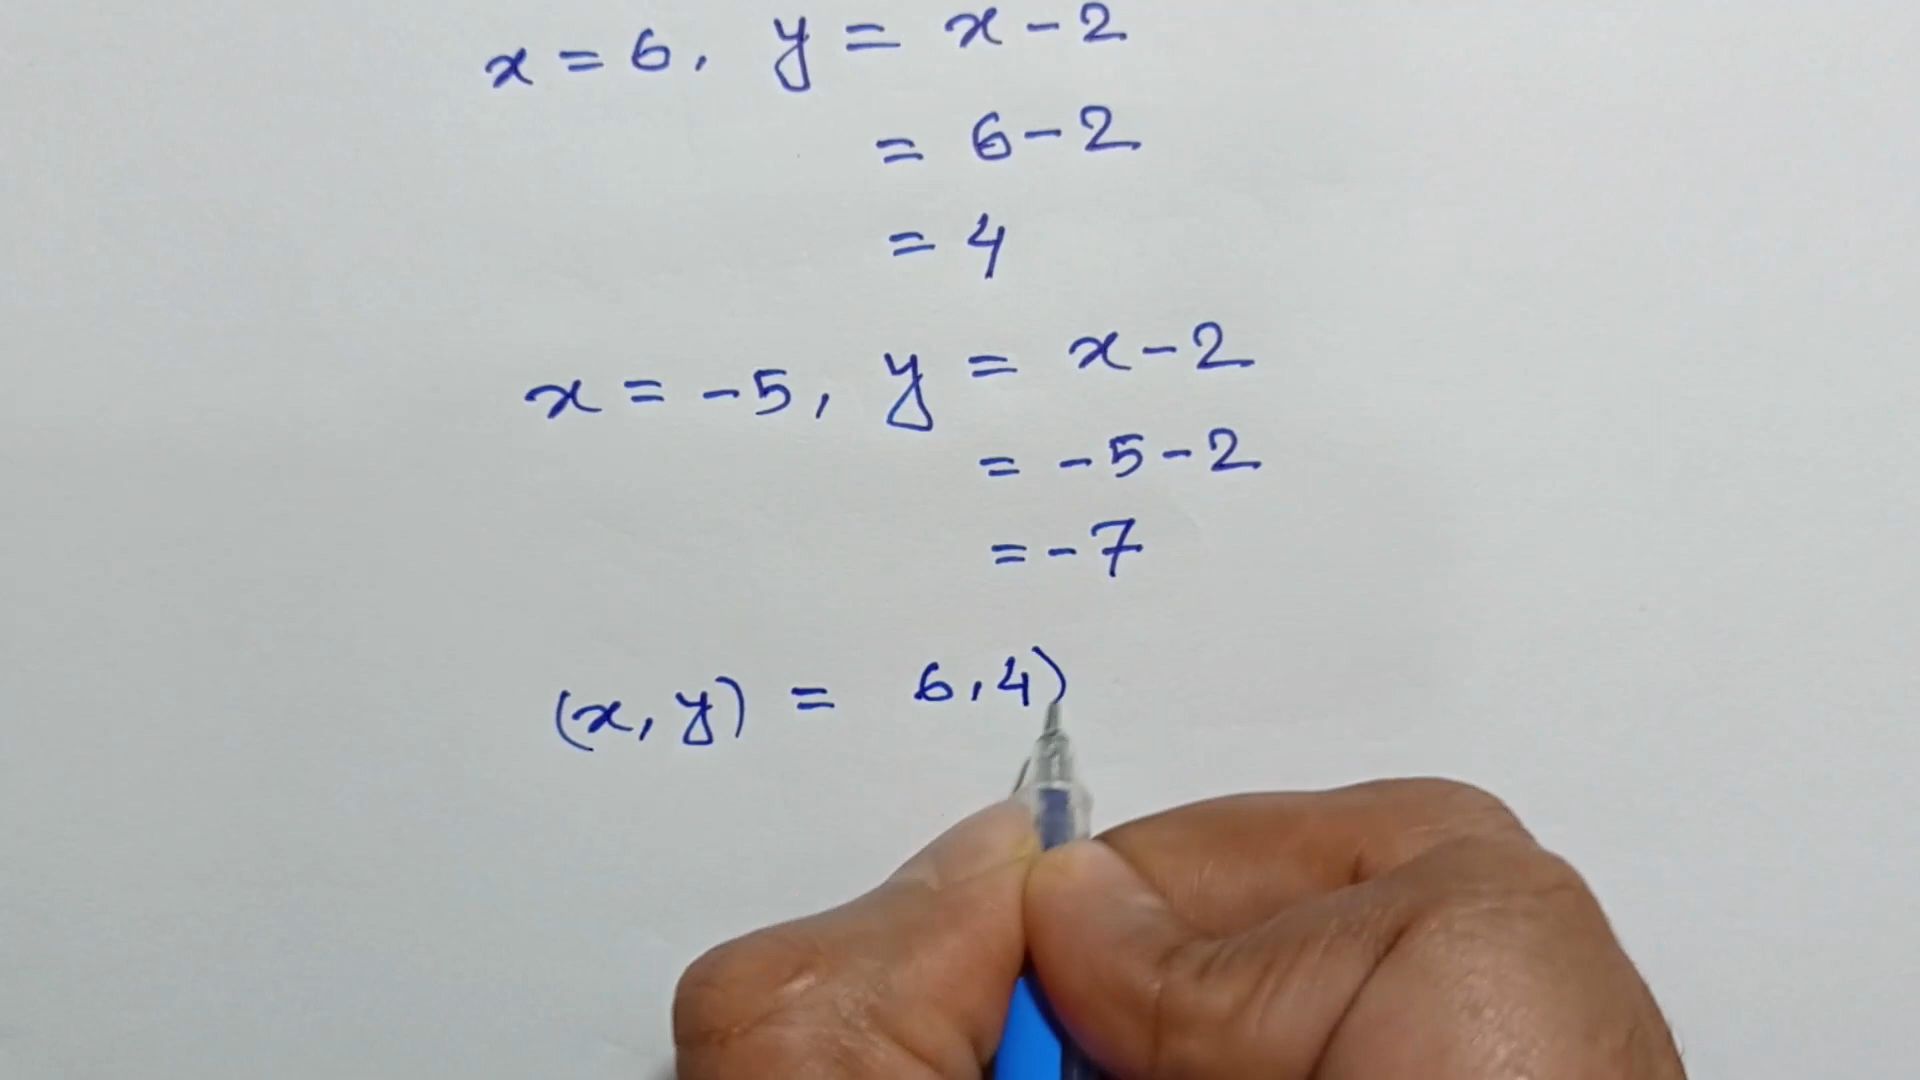 x = 6, y = x - 2
= 6 - 2
= 4
x = -5, y = x - 2
= -5 - 2
= -7
(x, y) = 6, 4)